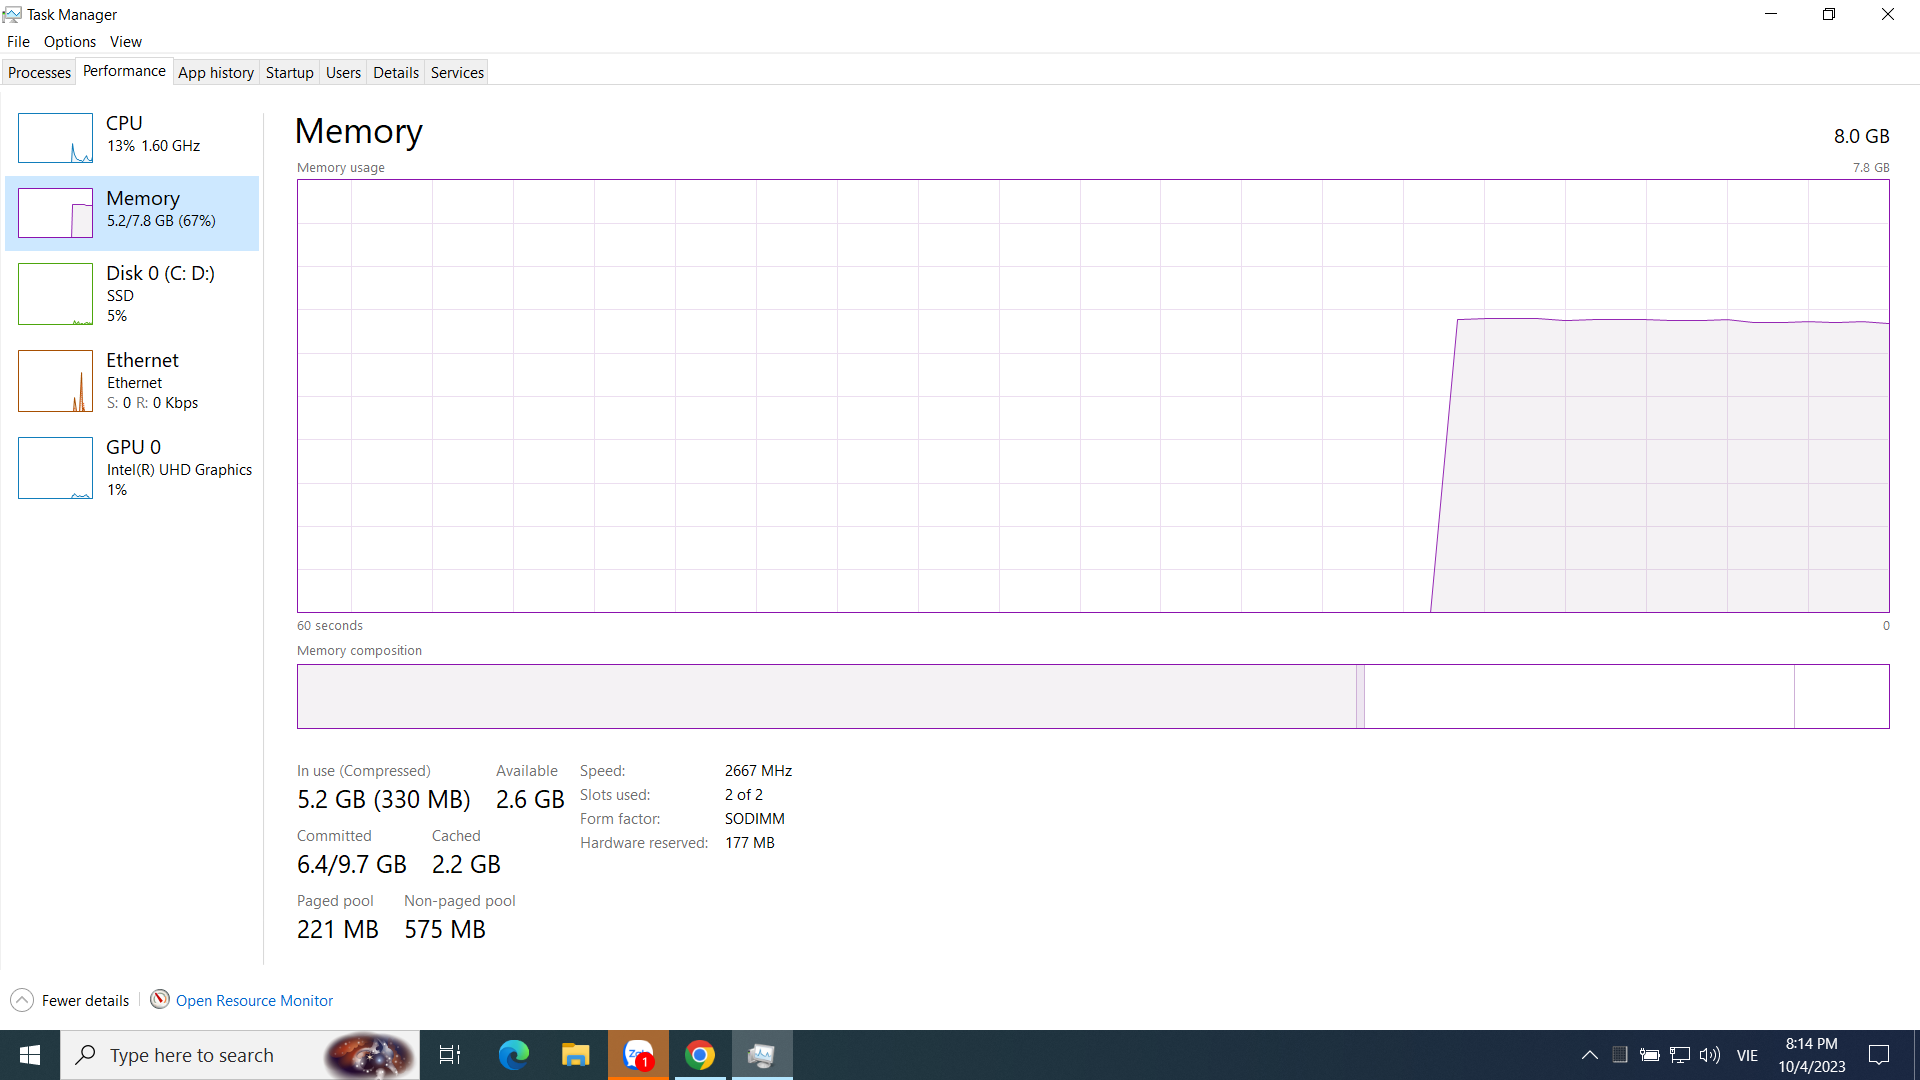 Task Manager
File Options View
Processes Performance App history Startup Users Details Services
CPU
13% 1.60 GHz
Memory
5.2/7.8 GB (67%)
Disk 0 (C: D:)
SSD
5%
Ethernet
Ethernet
S: 0 R: 0 Kbps
GPU 0
Intel(R) UHD Graphics
1%
Memory 8.0 GB
Memory usage 7.8 GB
60 seconds 0
Memory composition
In use (Compressed) Available
5.2 GB (330 MB) 2.6 GB
Committed Cached
6.4/9.7 GB 2.2 GB
Paged pool Non-paged pool
221 MB 575 MB
Speed: 2667 MHz
Slots used: 2 of 2
Form factor: SODIMM
Hardware reserved: 177 MB
Fewer details Open Resource Monitor
Type here to search
1
VIE
8:14 PM
10/4/2023